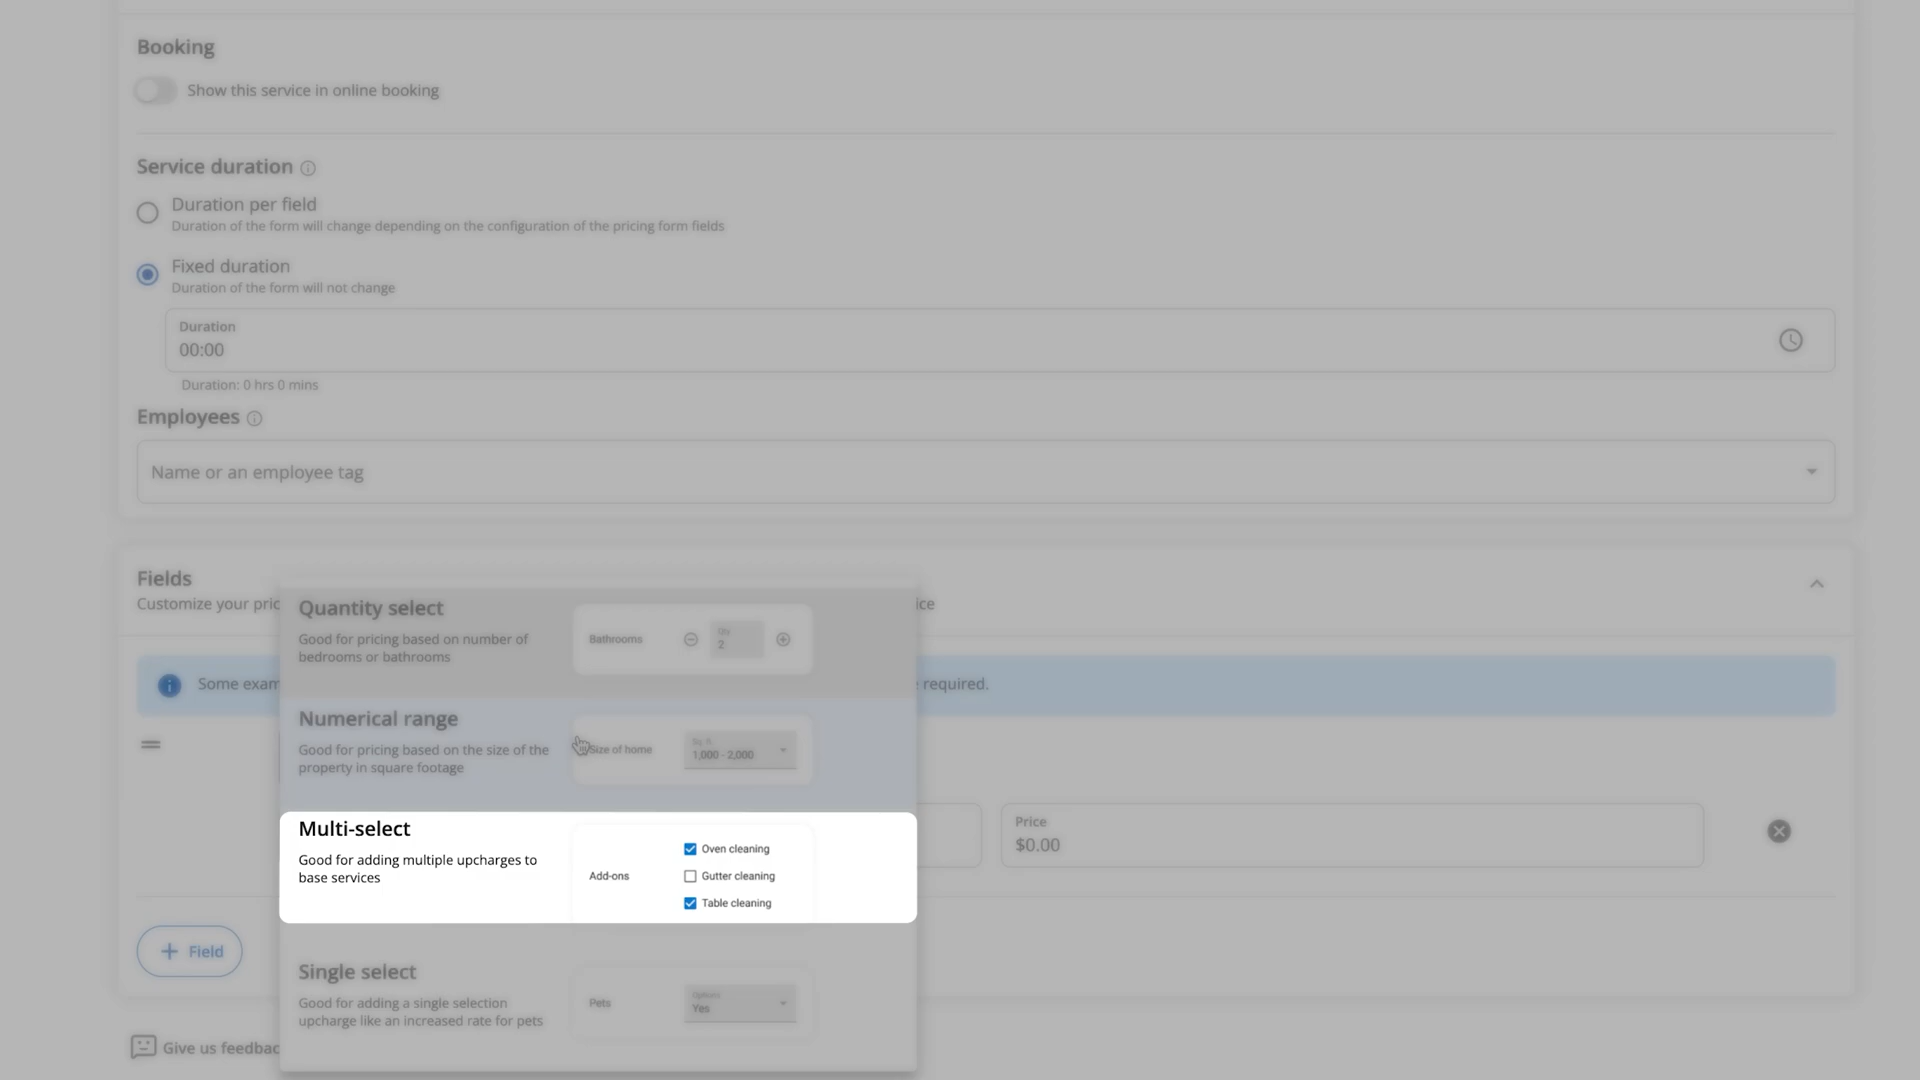 Booking
Show this service in online booking
Service duration
Duration per field
Duration of the form will change depending on the configuration of the pricing form fields
Fixed duration
Duration of the form will not change
Duration
00:00
Duration: 0 hrs 0 mins
Employees
Name or an employee tag
Fields
Customize your
Some
required.
Quantity select
Good for pricing based on number of
bedrooms or bathrooms
Bathrooms
Qty
2
Numerical range
Good for pricing based on the size of the
property in square footage
Size of home
Sq. ft.
1,000 - 2,000
Multi-select
Good for adding multiple upcharges to
base services
Add-ons
Oven cleaning
Gutter cleaning
Table cleaning
Price
$0.00
+ Field
Single select
Good for adding a single selection
upcharge like an increased rate for pets
Pets
Options
Yes
Give us